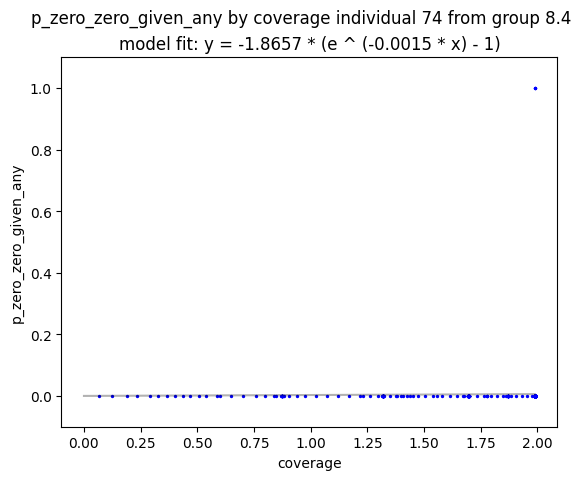 p_zero_zero_given_any by coverage individual 74 from group 8.4
model fit: y = -1.8657 * (e ^ (-0.0015 * x) - 1)
1.0
0.8
0.6
0.4
0.2
0.0
p_zero_zero_given_any
0.00 0.25 0.50 0.75 1.00 1.25 1.50 1.75 2.00
coverage